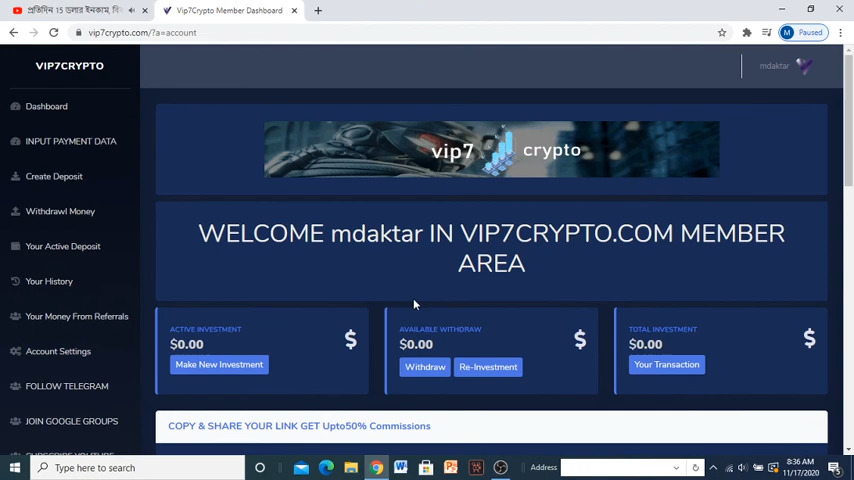 প্রতিদিন 15 ডলার ইনকাম, বি
Vip7Crypto Member Dashboard
vip7crypto.com/?a=account
M Paused
VIP7CRYPTO
mdaktar
Dashboard
INPUT PAYMENT DATA
Create Deposit
Withdrawl Money
Your Active Deposit
Your History
Your Money From Referrals
Account Settings
FOLLOW TELEGRAM
JOIN GOOGLE GROUPS
SUBSCRIBE YOUTUBE
vip7 crypto
WELCOME mdaktar IN VIP7CRYPTO.COM MEMBER
AREA
ACTIVE INVESTMENT
$0.00
Make New Investment
$
AVAILABLE WITHDRAW
$0.00
Withdraw Re-Investment
$
TOTAL INVESTMENT
$0.00
Your Transaction
$
COPY & SHARE YOUR LINK GET Upto50% Commissions
Type here to search
Address
8:36 AM
11/17/2020
5